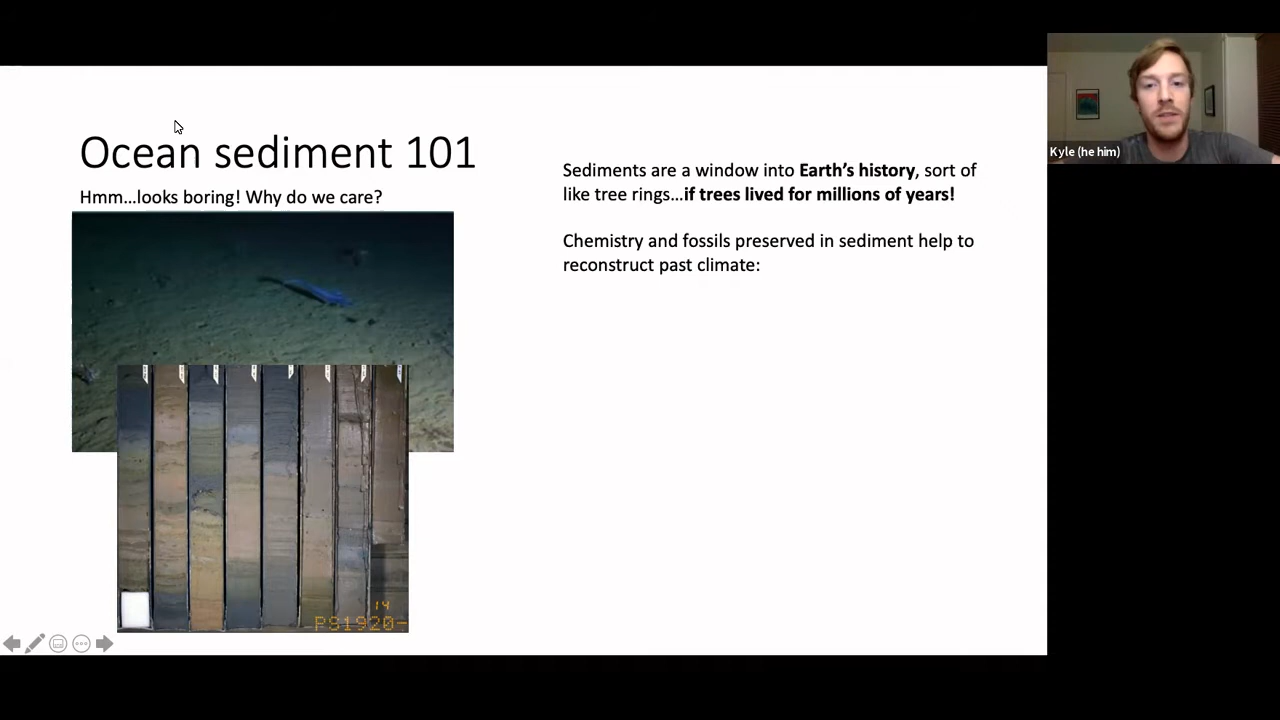 Ocean sediment 101
Hmm...looks boring! Why do we care?
Sediments are a window into Earth’s history, sort of
like tree rings...if trees lived for millions of years!
Chemistry and fossils preserved in sediment help to
reconstruct past climate:
14
PS1920-
Kyle (he him)